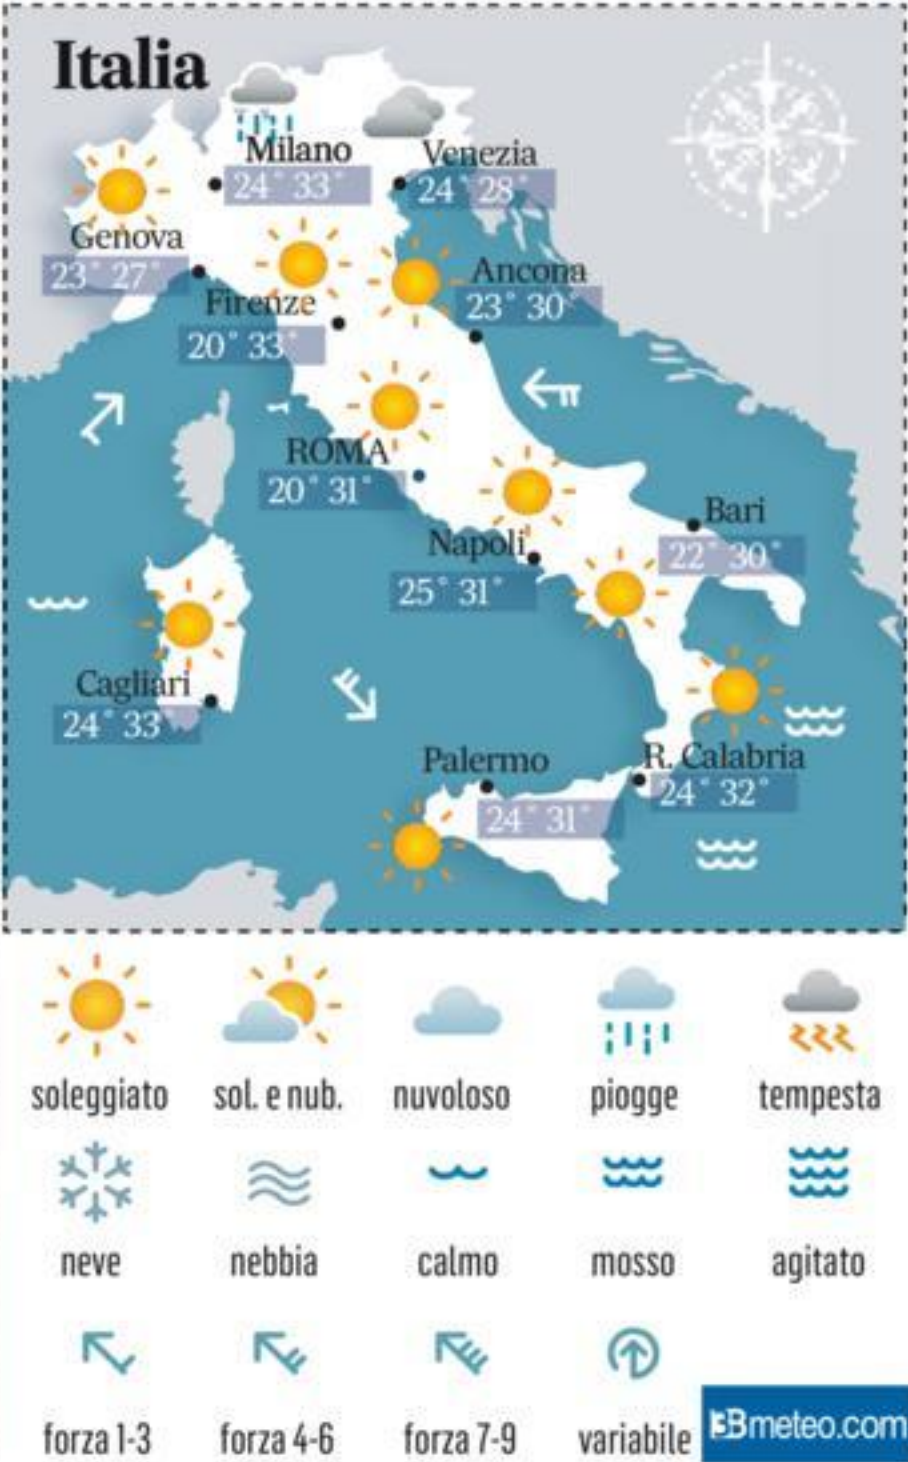 Italia
Milano
24° 33°
Venezia
24° 28°
Genova
23° 27°
Ancona
23° 30°
Firenze
20° 33°
ROMA
20° 31°
Bari
22° 30°
Napoli
25° 31°
Cagliari
24° 33°
Palermo
24° 31°
R. Calabria
24° 32°
soleggiato sol. e nub. nuvoloso piogge tempesta
neve nebbia calmo mosso agitato
forza 1-3 forza 4-6 forza 7-9 variabile
3Bmeteo.com